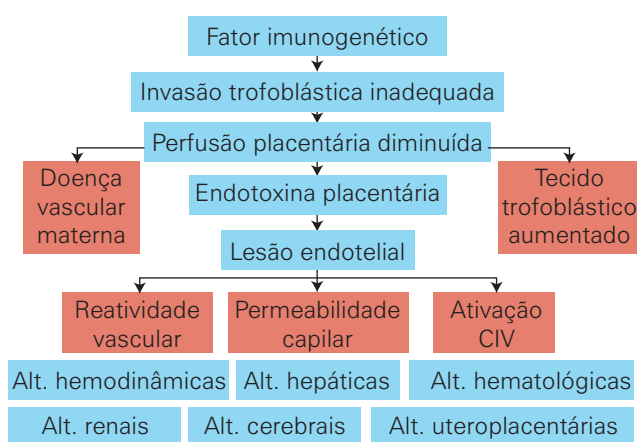 Fator imunogenético
Invasão trofoblástica inadequada
Perfusão placentária diminuída
Doença
vascular
materna
Endotoxina placentária
Tecido
trofoblástico
aumentado
Lesão endotelial
Reatividade
vascular
Permeabilidade
capilar
Ativação
CIV
Alt. hemodinâmicas
Alt. hepáticas
Alt. hematológicas
Alt. renais
Alt. cerebrais
Alt. uteroplacentárias